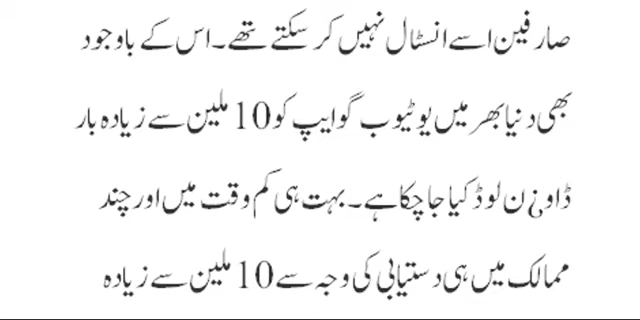 صارفین اسے انسٹال نہیں کر سکتے تھے۔ اس کے باوجود
بھی دنیا بھر میں یوٹیوب گو ایپ کو 10 ملین سے زیادہ بار
ڈاو¿ن لوڈ کیا جا چکا ہے۔ بہت ہی کم وقت میں اور چند
ممالک میں ہی دستیابی کی وجہ سے 10 ملین سے زیادہ